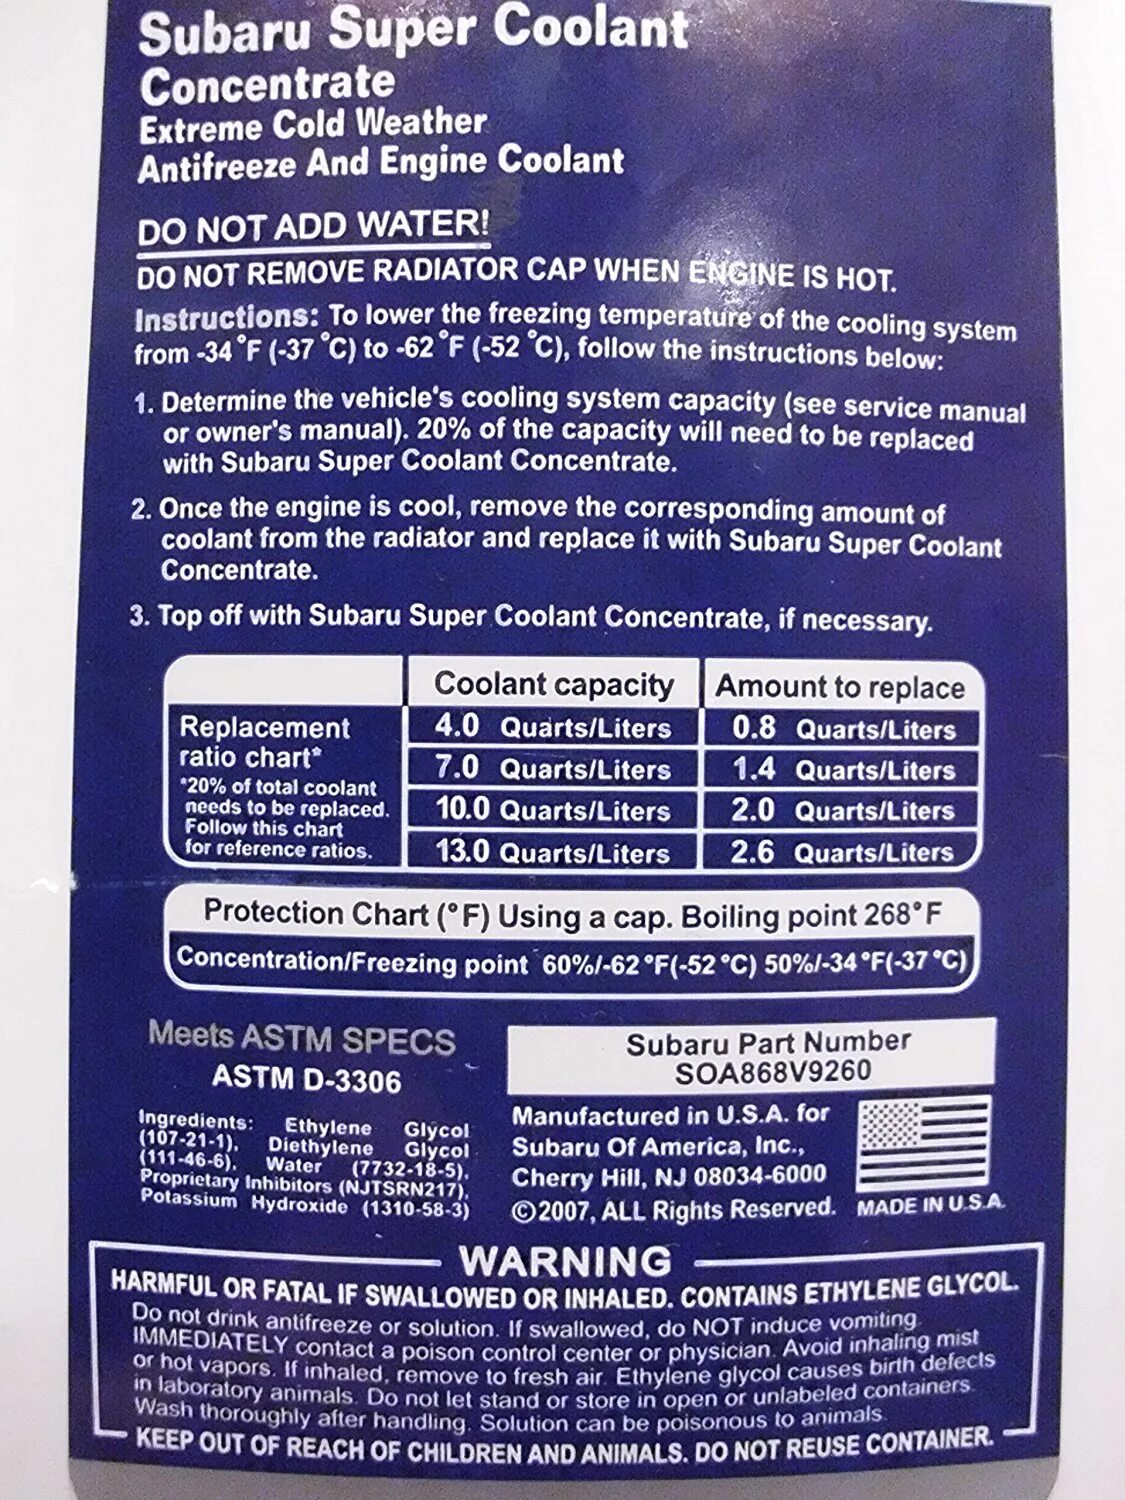 Subaru Super Coolant
Concentrate
Extreme Cold Weather
Antifreeze And Engine Coolant
DO NOT ADD WATER!
DO NOT REMOVE RADIATOR CAP WHEN ENGINE IS HOT.
Instructions: To lower the freezing temperature of the cooling system
from -34 °F (-37 °C) to -62 °F (-52 °C), follow the instructions below:
1. Determine the vehicle's cooling system capacity (see service manual
or owner's manual). 20% of the capacity will need to be replaced
with Subaru Super Coolant Concentrate.
2. Once the engine is cool, remove the corresponding amount of
coolant from the radiator and replace it with Subaru Super Coolant
Concentrate.
3. Top off with Subaru Super Coolant Concentrate, if necessary.
Coolant capacity Amount to replace
Replacement
ratio chart*
*20% of total coolant
needs to be replaced.
Follow this chart
for reference ratios.
4.0 Quarts/Liters 0.8 Quarts/Liters
7.0 Quarts/Liters 1.4 Quarts/Liters
10.0 Quarts/Liters 2.0 Quarts/Liters
13.0 Quarts/Liters 2.6 Quarts/Liters
Protection Chart (°F) Using a cap. Boiling point 268°F
Concentration/Freezing point 60%/-62 °F(-52 °C) 50%/-34 °F(-37 °C)
Meets ASTM SPECS
ASTM D-3306
Ingredients: Ethylene Glycol
(107-21-1), Diethylene Glycol
(111-46-6), Water (7732-18-5),
Proprietary Inhibitors (NJTSRN217),
Potassium Hydroxide (1310-58-3)
Subaru Part Number
SOA868V9260
Manufactured in U.S.A. for
Subaru Of America, Inc.,
Cherry Hill, NJ 08034-6000
©2007, ALL Rights Reserved.
MADE IN U.S.A.
WARNING
HARMFUL OR FATAL IF SWALLOWED OR INHALED. CONTAINS ETHYLENE GLYCOL.
Do not drink antifreeze or solution. If swallowed, do NOT induce vomiting.
IMMEDIATELY contact a poison control center or physician. Avoid inhaling mist
or hot vapors. If inhaled, remove to fresh air. Ethylene glycol causes birth defects
in laboratory animals. Do not let stand or store in open or unlabeled containers.
Wash thoroughly after handling. Solution can be poisonous to animals.
KEEP OUT OF REACH OF CHILDREN AND ANIMALS. DO NOT REUSE CONTAINER.